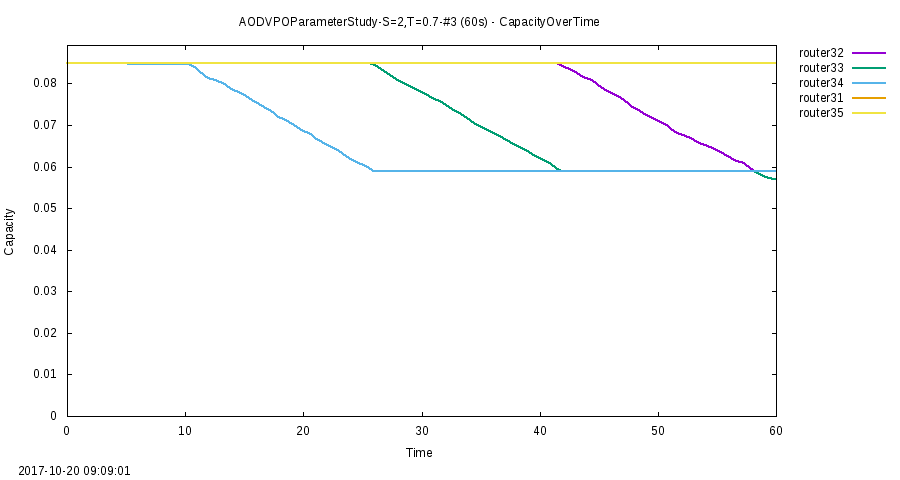 AODVPOParameterStudy-S=2,T=0.7-#3 (60s) - CapacityOverTime
router32
router33
router34
router31
router35
0.08
0.07
0.06
0.05
0.04
0.03
0.02
0.01
0
Capacity
0 10 20 30 40 50 60
Time
2017-10-20 09:09:01